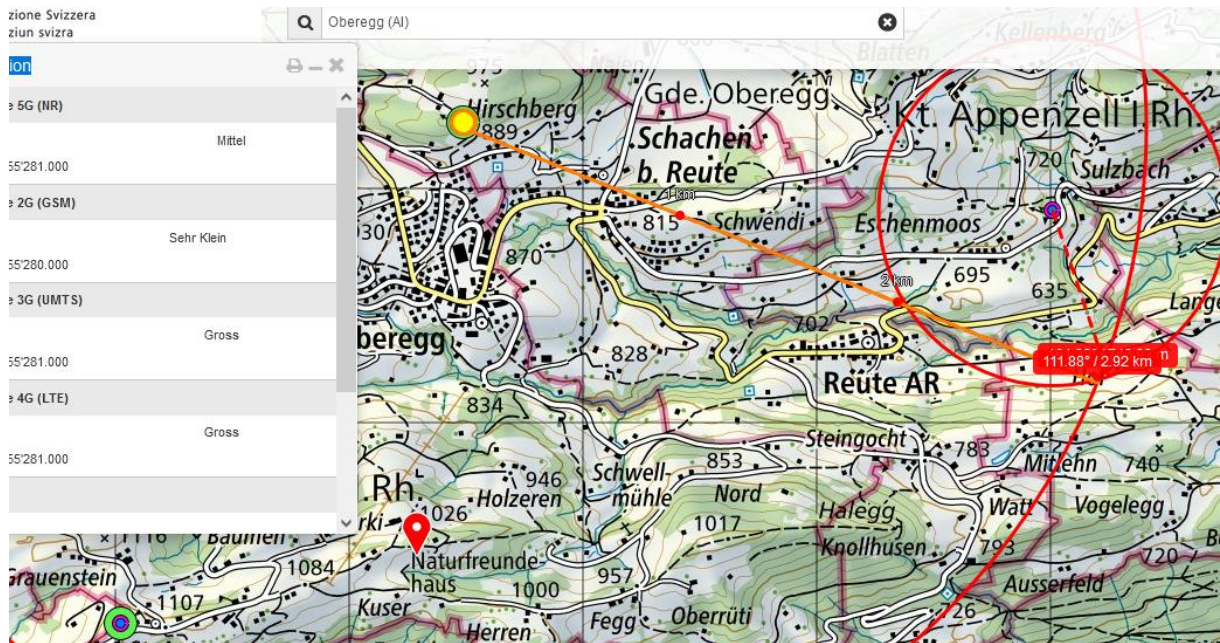 zione Svizzera
ziun svizra
Oberegg (AI)
ion
e 5G (NR)
Mittel
55'281.000
e 2G (GSM)
Sehr Klein
55'280.000
e 3G (UMTS)
Gross
55'281.000
e 4G (LTE)
Gross
55'281.000
Kellenberg
Blatten
Najen
975
Hirschberg
889
Gde. Oberegg
Kt. Appenzell I.Rh.
Schachen
b. Reute
720
Sulzbach
1 km
815
Schwendi
Eschenmoos
30
870
2 km
695
635
Lang
702
beregg
828
111.88° / 2.92 km
Reute AR
834
Steingocht
783
Mitlehn
740
853
Schwell-
mühle
Nord
946
Holzeren
.Rh.
1026
1017
Halegg
Watt
Vogelegg
Naturfreunde-
haus
Knollhusen
793
720
1116
Baumen
1084
957
1000
Ausserfeld
Grauenstein
1107
Kuser
Fegg
Oberrüti
726
Herren